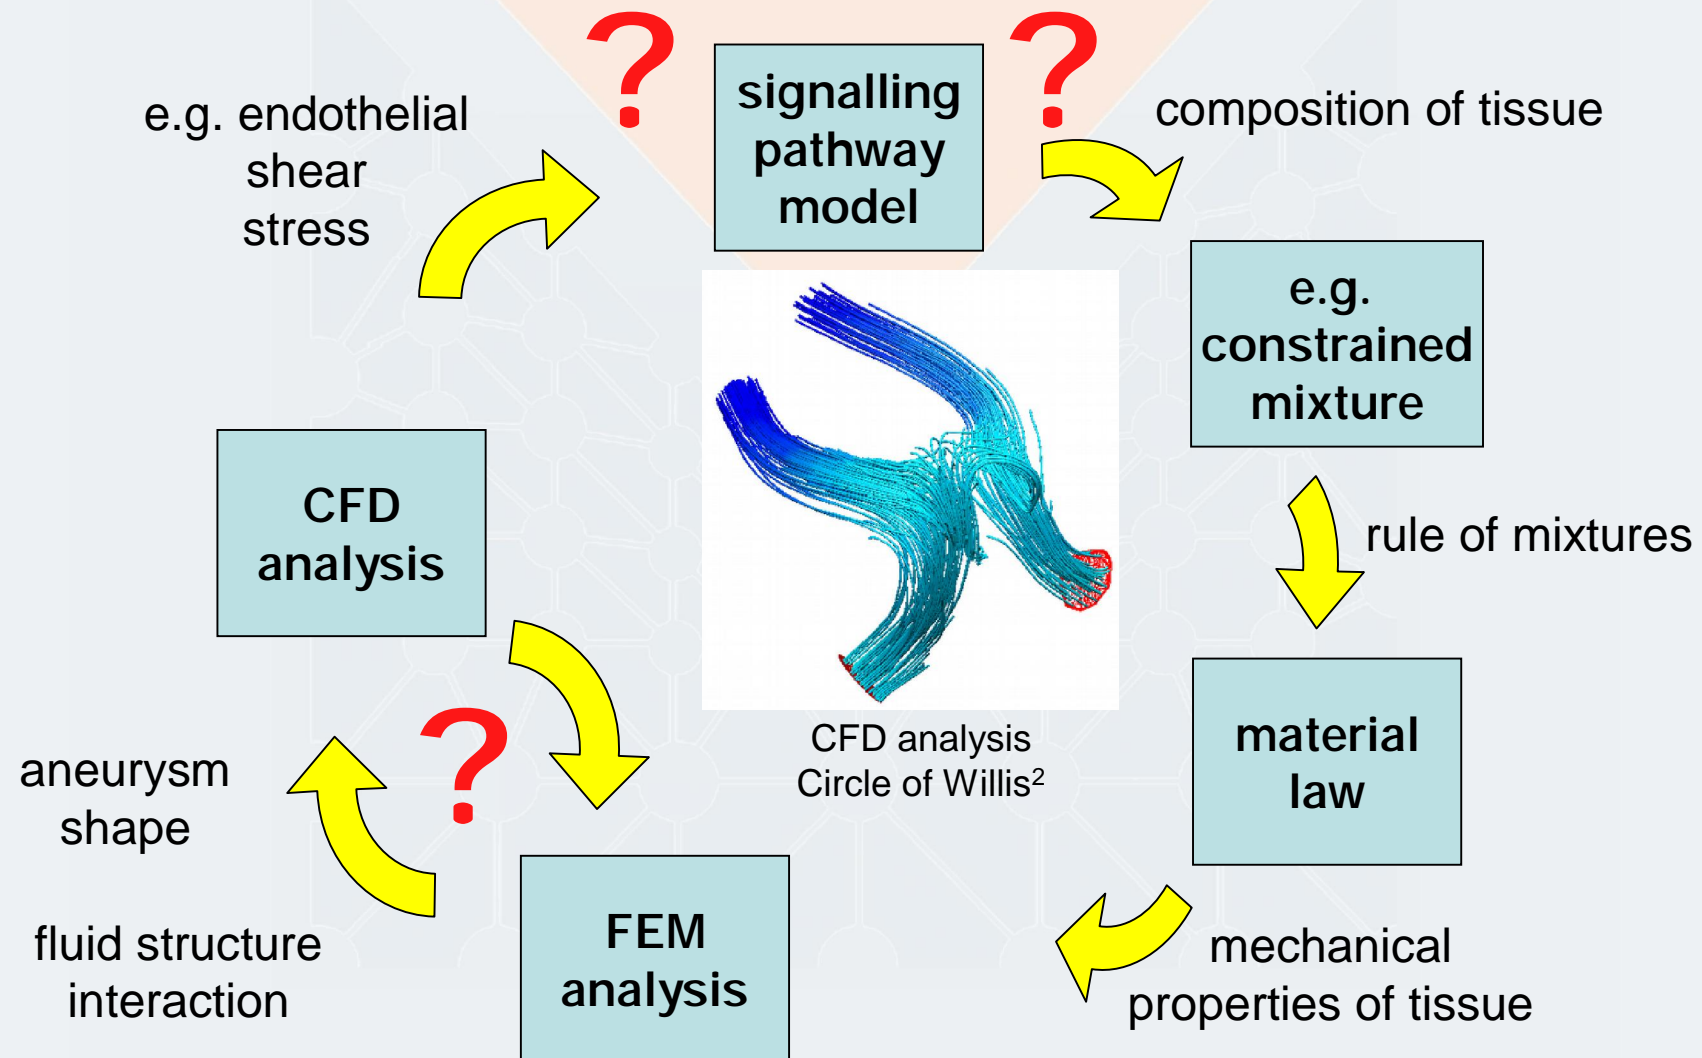 ?
?
signalling
pathway
model
e.g. endothelial
shear
stress
composition of tissue
e.g.
constrained
mixture
CFD
analysis
rule of mixtures
?
CFD analysis
Circle of Willis²
material
law
aneurysm
shape
fluid structure
interaction
FEM
analysis
mechanical
properties of tissue